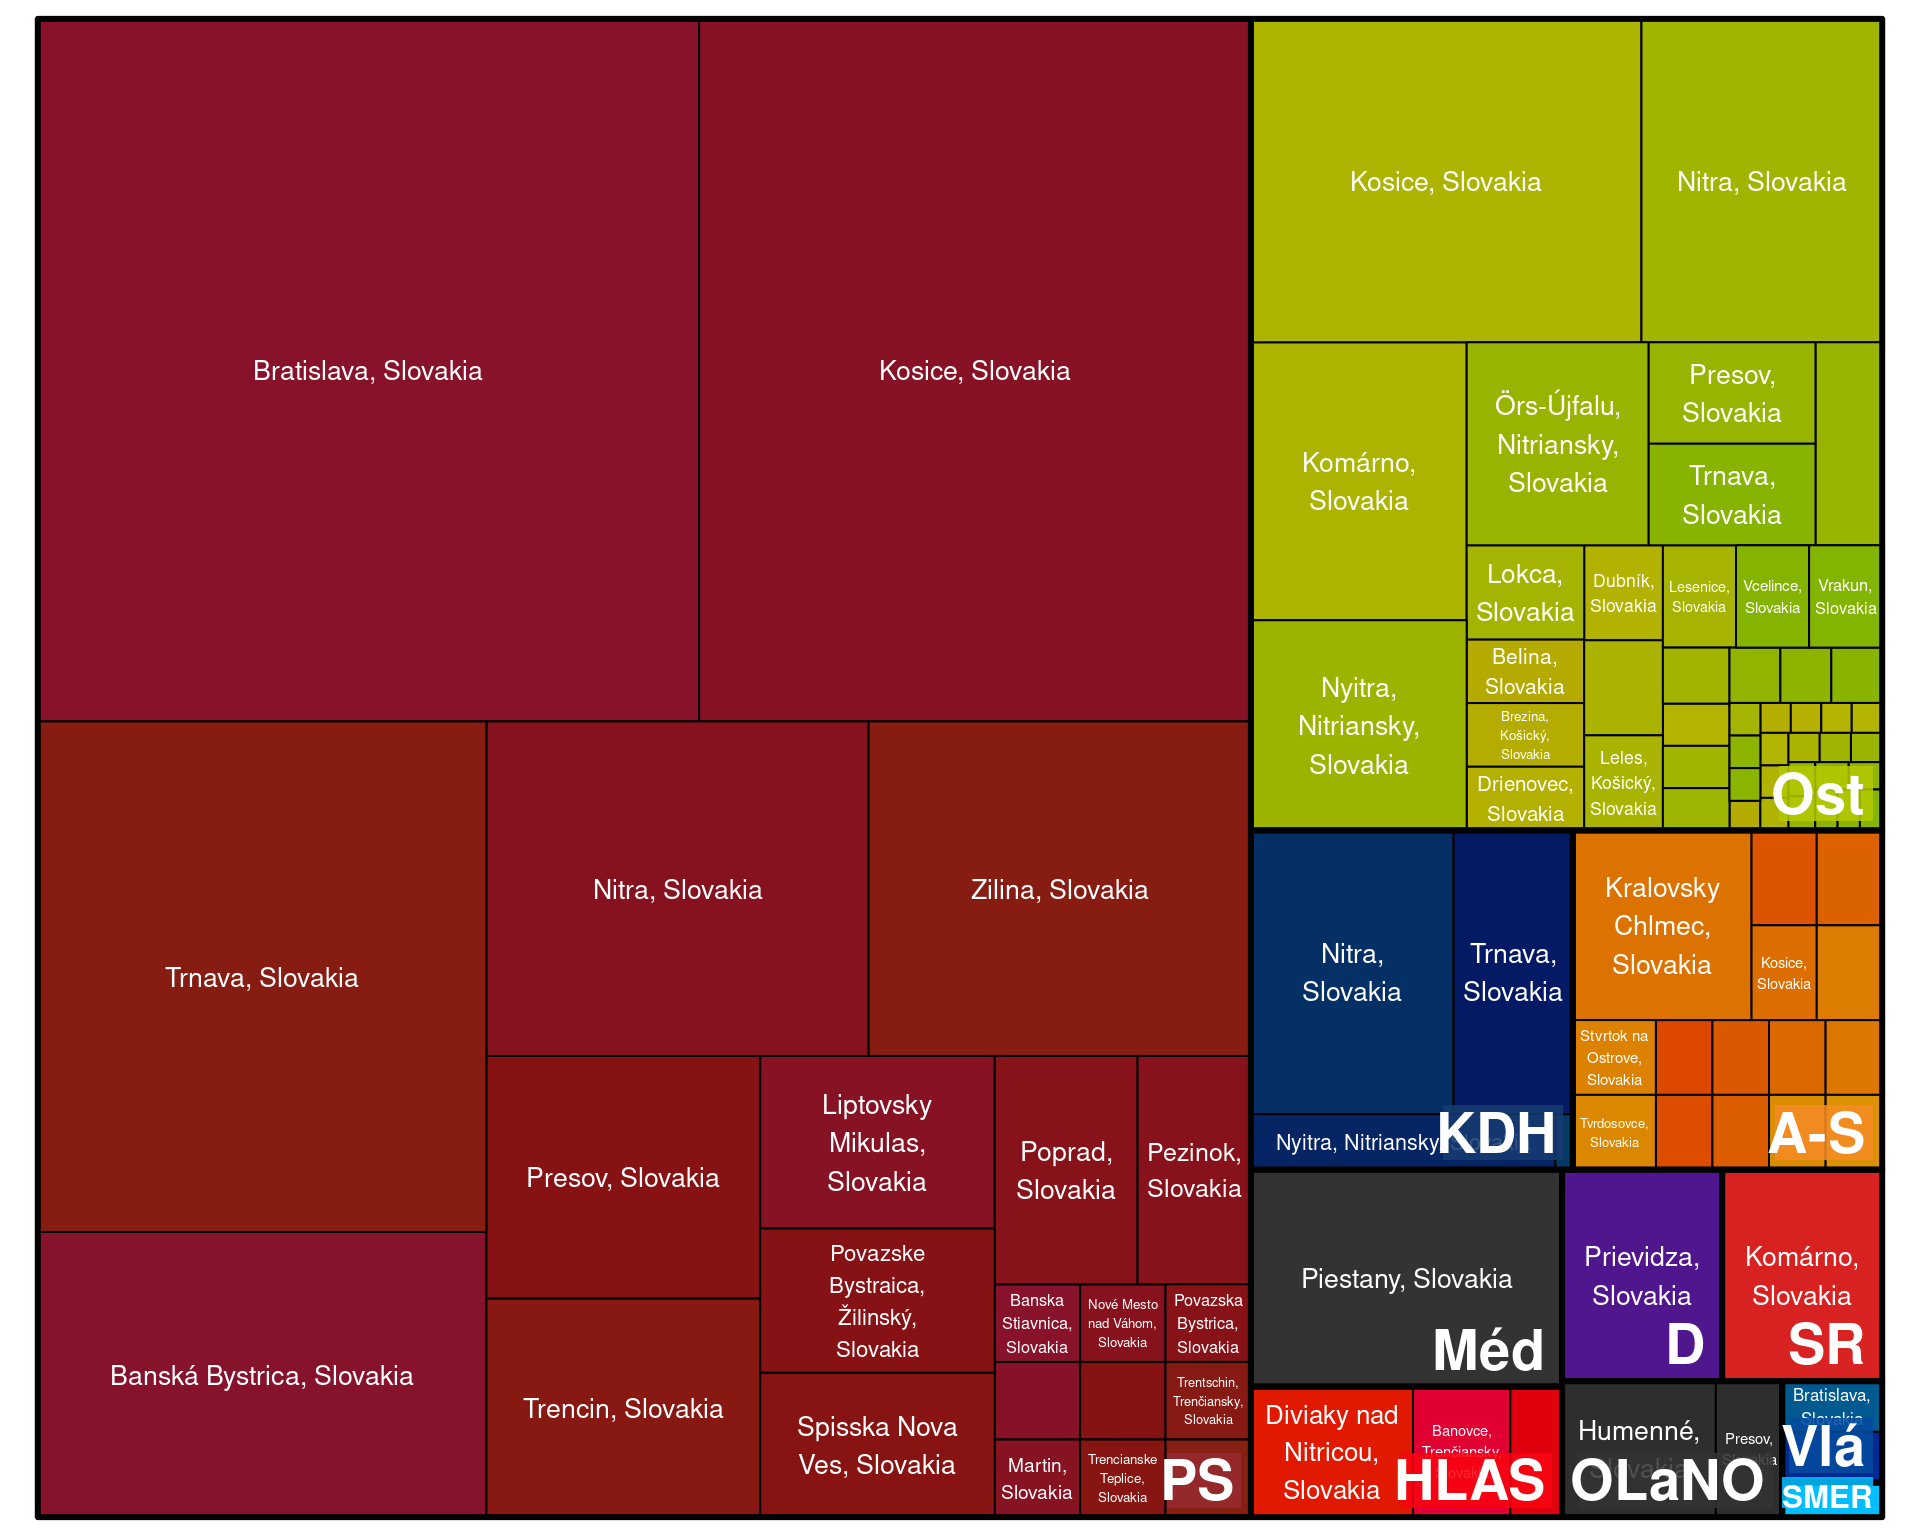 Bratislava, Slovakia
Kosice, Slovakia
Trnava, Slovakia
Nitra, Slovakia
Zilina, Slovakia
Banská Bystrica, Slovakia
Presov, Slovakia
Trencin, Slovakia
Liptovsky
Mikulas,
Slovakia
Povazske
Bystraica,
Žilinský,
Slovakia
Spisska Nova
Ves, Slovakia
Poprad,
Slovakia
Pezinok,
Slovakia
Banska
Stiavnica,
Slovakia
Nové Mesto
nad Váhom,
Slovakia
Povazska
Bystrica,
Slovakia
Trentschin,
Trenčiansky,
Slovakia
Martin,
Slovakia
Trencianske
Teplice,
Slovakia
PS
Kosice, Slovakia
Nitra, Slovakia
Komárno,
Slovakia
Nyitra,
Nitriansky,
Slovakia
Örs-Újfalu,
Nitriansky,
Slovakia
Presov,
Slovakia
Trnava,
Slovakia
Lokca,
Slovakia
Dubník,
Slovakia
Lesenice,
Slovakia
Vcelince,
Slovakia
Vrakun,
Slovakia
Belina,
Slovakia
Brezina,
Košický,
Slovakia
Drienovec,
Slovakia
Leles,
Košický,
Slovakia
Ost
Nitra,
Slovakia
Trnava,
Slovakia
Nyitra, Nitriansky, Slovakia
KDH
Kralovsky
Chlmec,
Slovakia
Kosice,
Slovakia
Stvrtok na
Ostrove,
Slovakia
Tvrdosovce,
Slovakia
A-S
Piestany, Slovakia
Méd
Prievidza,
Slovakia
D
Komárno,
Slovakia
SR
Diviaky nad
Nitricou,
Slovakia
Banovce,
Trenčiansky,
Slovakia
HLAS
Humenné,
Slovakia
Presov,
Slovakia
OLaNO
Bratislava,
Slovakia
Vlá
SMER